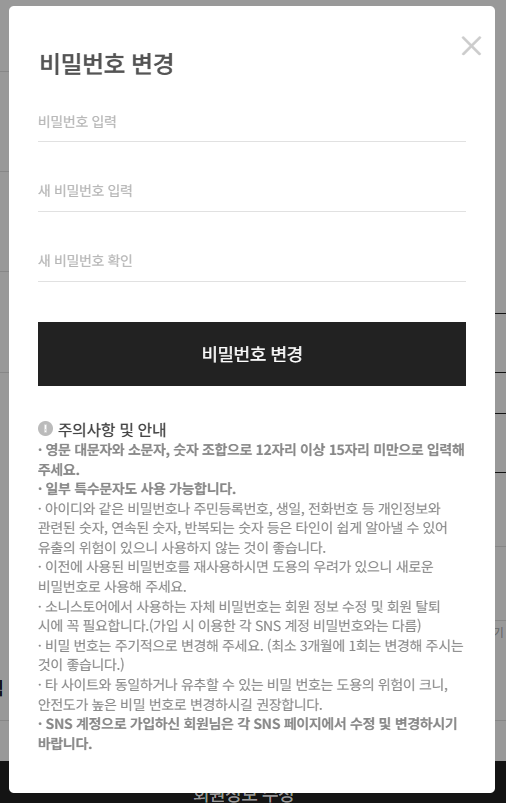 비밀번호 변경
비밀번호 입력
새 비밀번호 입력
새 비밀번호 확인
비밀번호 변경
주의사항 및 안내
· 영문 대문자와 소문자, 숫자 조합으로 12자리 이상 15자리 미만으로 입력해
주세요.
· 일부 특수문자도 사용 가능합니다.
· 아이디와 같은 비밀번호나 주민등록번호, 생일, 전화번호 등 개인정보와
관련된 숫자, 연속된 숫자, 반복되는 숫자 등은 타인이 쉽게 알아낼 수 있어
유출의 위험이 있으니 사용하지 않는 것이 좋습니다.
· 이전에 사용된 비밀번호를 재사용하시면 도용의 우려가 있으니 새로운
비밀번호로 사용해 주세요.
· 소니스토어에서 사용하는 자체 비밀번호는 회원 정보 수정 및 회원 탈퇴
시에 꼭 필요합니다.(가입 시 이용한 각 SNS 계정 비밀번호와는 다름)
· 비밀 번호는 주기적으로 변경해 주세요. (최소 3개월에 1회는 변경해 주시는
것이 좋습니다.)
· 타 사이트와 동일하거나 유추할 수 있는 비밀 번호는 도용의 위험이 크니,
안전도가 높은 비밀 번호로 변경하시길 권장합니다.
· SNS 계정으로 가입하신 회원님은 각 SNS 페이지에서 수정 및 변경하시기
바랍니다.
회원정보 수정